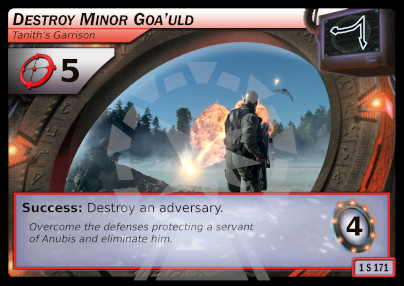 DESTROY MINOR GOA'ULD
Tanith's Garrison
5
Success: Destroy an adversary.
Overcome the defenses protecting a servant
of Anubis and eliminate him.
4
1 S 171